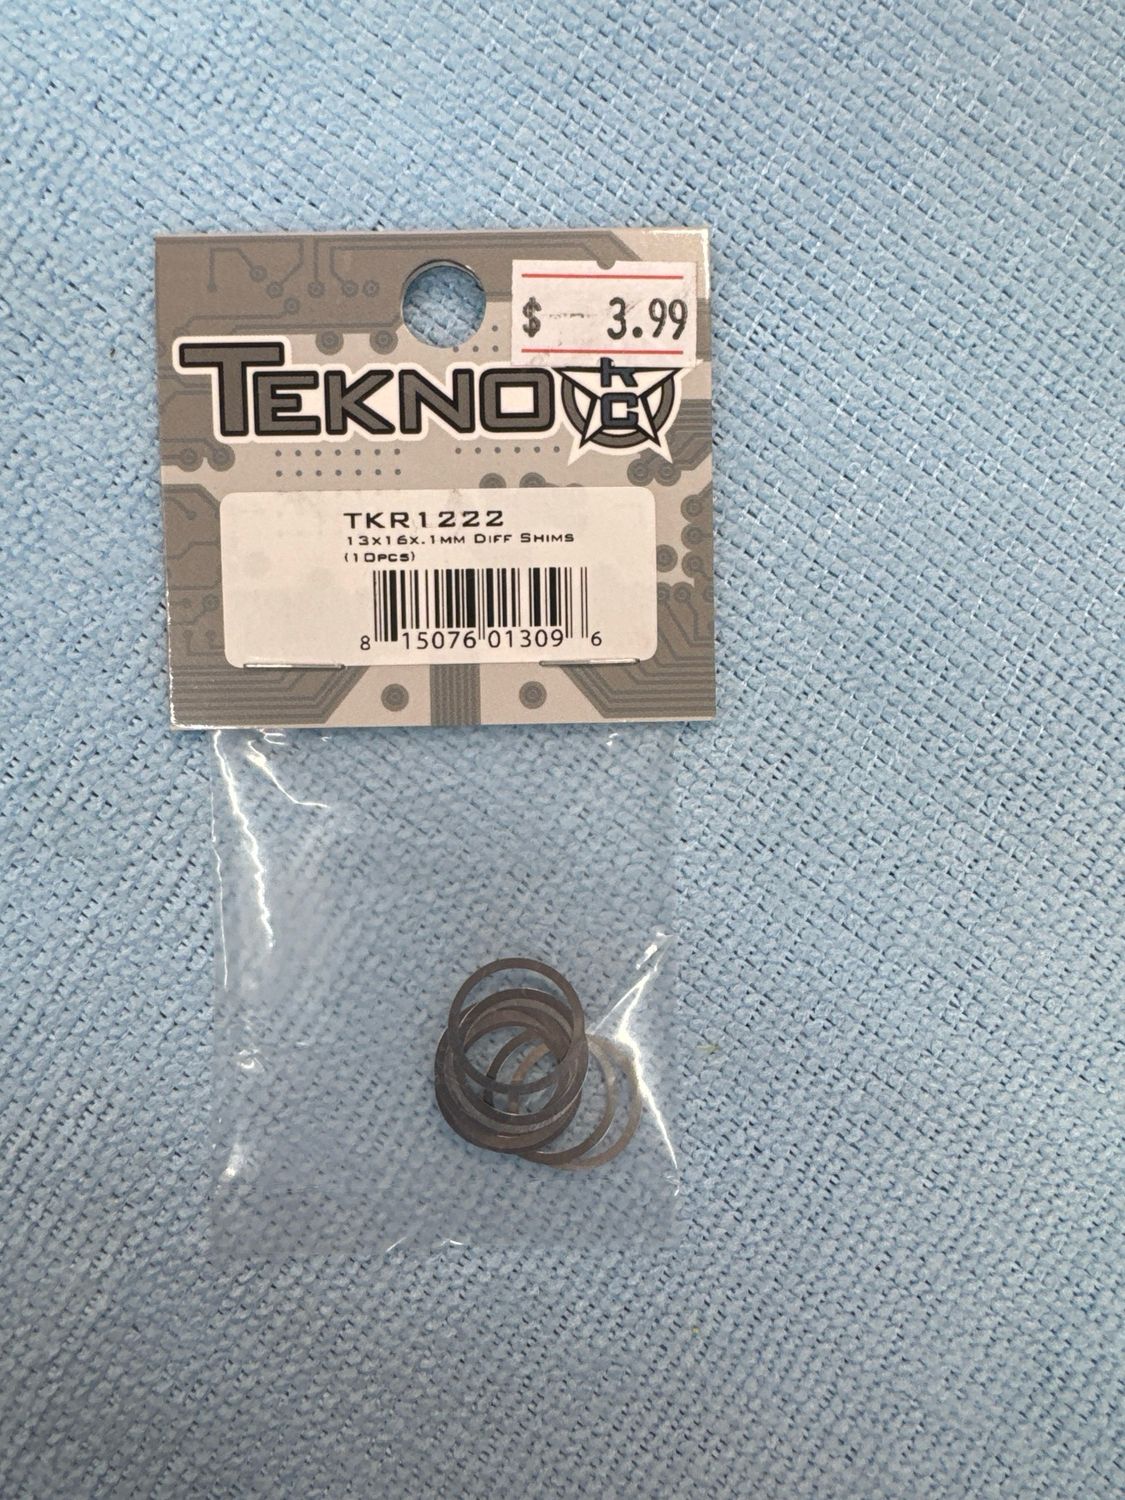 $ 3.99
TEKNO
RC
TKR1222
13x16x.1mm Diff Shims
(10pcs)
8 15076 01309 6